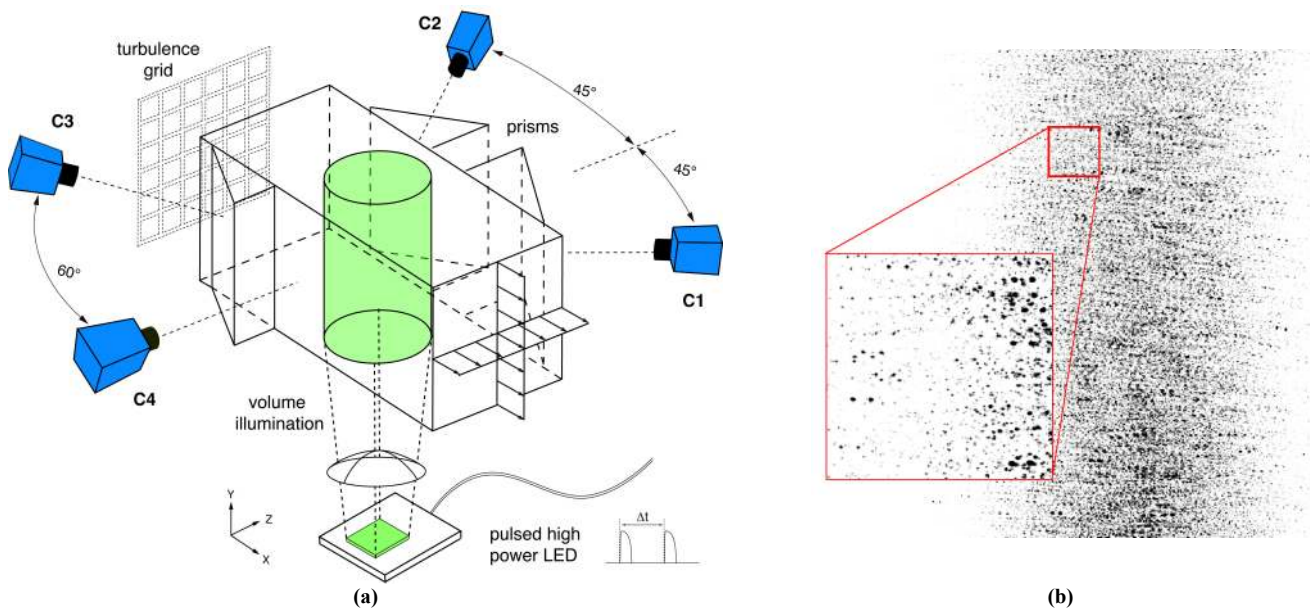 C2
turbulence
grid
45°
C3
prisms
45°
60°
C1
C4
volume
illumination
Y
Z
X
pulsed high
power LED
Δt
(a)
(b)